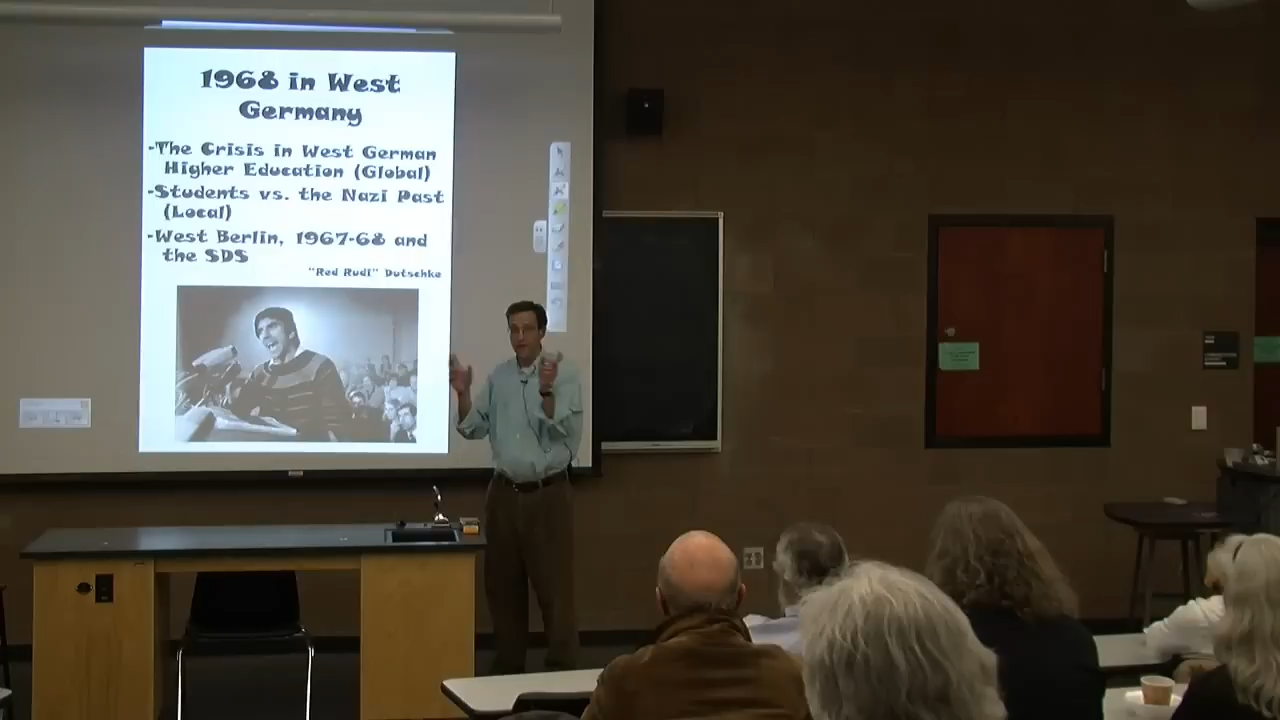 1968 in West
Germany
-The Crisis in West German
Higher Education (Global)
-Students vs. the Nazi Past
(Local)
-West Berlin, 1967-68 and
the SDS
"Red Rudi" Dutschke